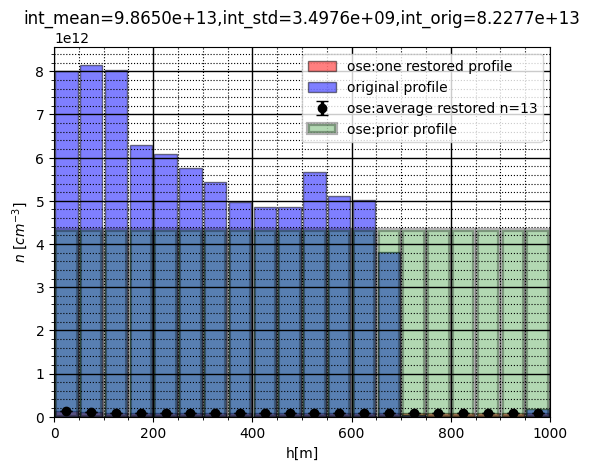 int_mean=9.8650e+13,int_std=3.4976e+09,int_orig=8.2277e+13
1e12
ose:one restored profile
original profile
ose:average restored n=13
ose:prior profile
8
7
6
5
4
3
2
1
0
n [cm⁻³]
0 200 400 600 800 1000
h[m]